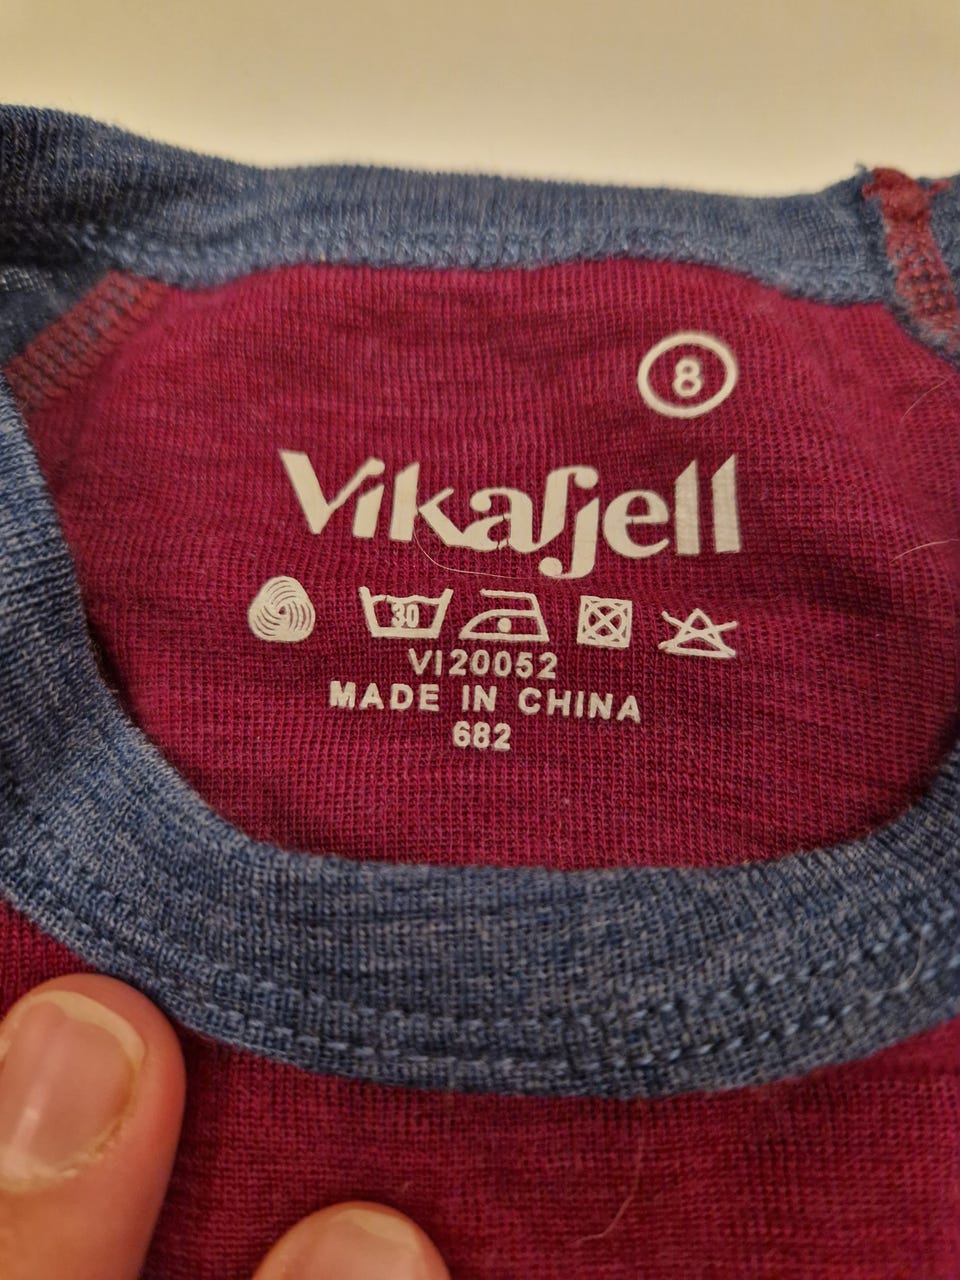 8
Vikafjell
30
VI20052
MADE IN CHINA
682